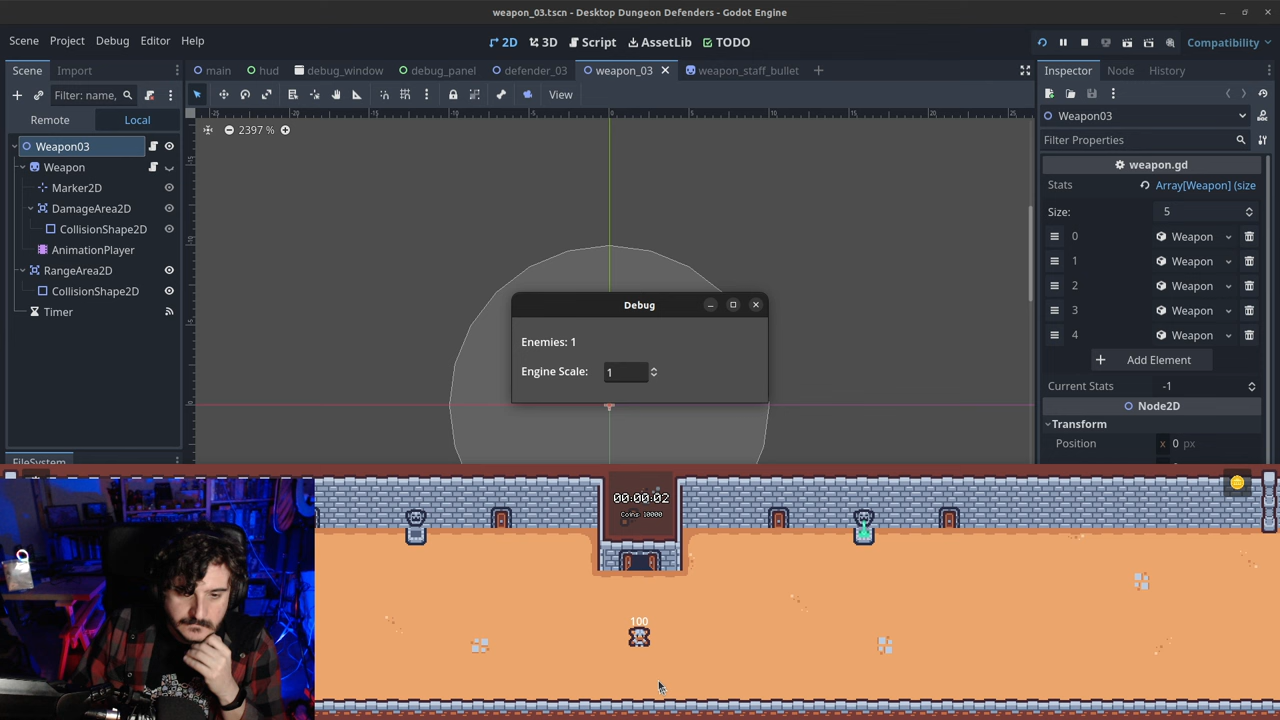 weapon_03.tscn - Desktop Dungeon Defenders - Godot Engine
Scene Project Debug Editor Help
2D 3D Script AssetLib TODO
Compatibility
Scene Import
main hud debug_window debug_panel defender_03 weapon_03 weapon_staff_bullet
Inspector Node History
Filter: name,
View
Remote Local
Weapon03
Weapon
Marker2D
DamageArea2D
CollisionShape2D
AnimationPlayer
RangeArea2D
CollisionShape2D
Timer
FileSystem
2397 %
Weapon03
Filter Properties
weapon.gd
Stats Array[Weapon] (size
Size: 5
0 Weapon
1 Weapon
2 Weapon
3 Weapon
4 Weapon
Add Element
Current Stats -1
Node2D
Transform
Position x 0 px
Debug
Enemies: 1
Engine Scale: 1
00:00:02
Coins: 10000
100